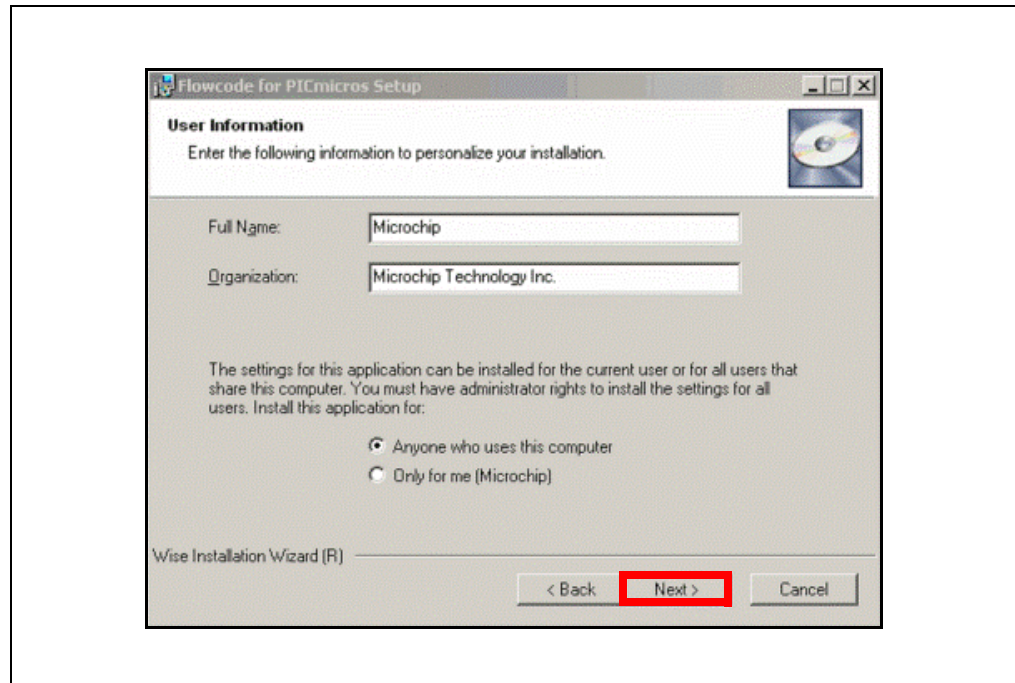 Flowcode for PICmicros Setup
User Information
Enter the following information to personalize your installation.
Full Name:
Microchip
Organization:
Microchip Technology Inc.
The settings for this application can be installed for the current user or for all users that
share this computer. You must have administrator rights to install the settings for all
users. Install this application for:
Anyone who uses this computer
Only for me (Microchip)
Wise Installation Wizard (R)
< Back
Next >
Cancel